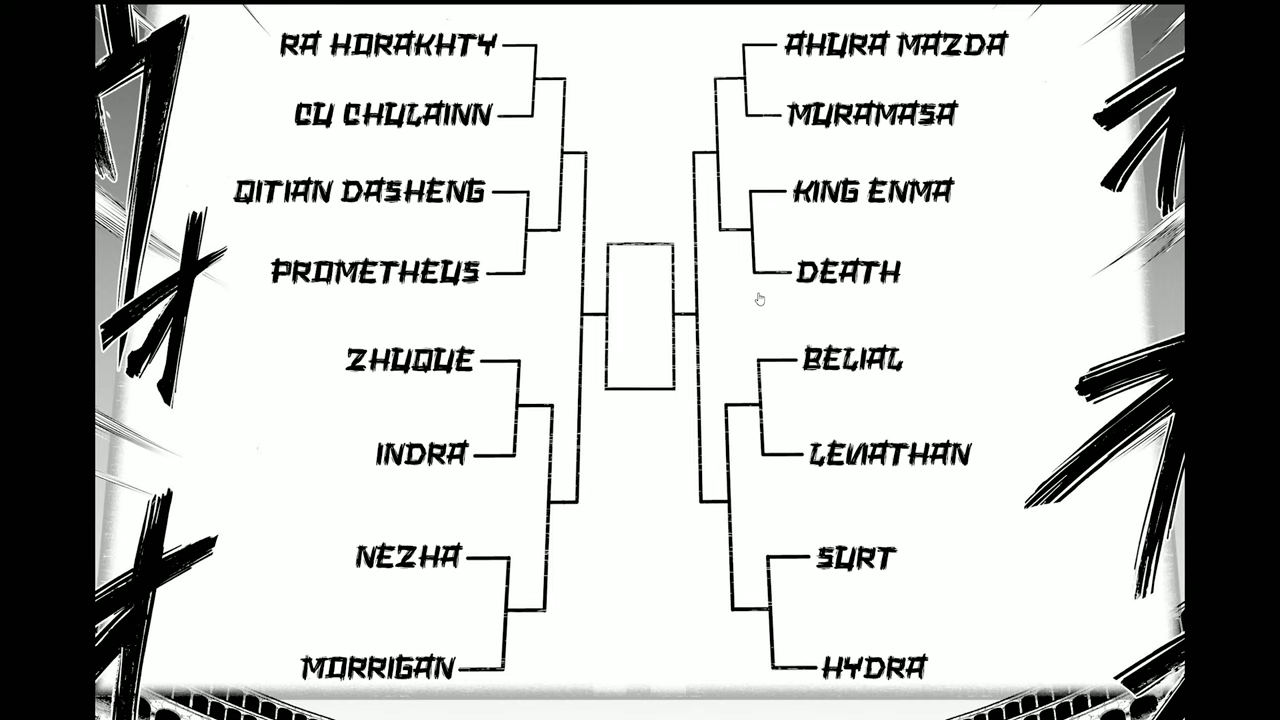 RA HORAKHTY
CU CHULAINN
QITIAN DASHENG
PROMETHEUS
ZHUQUE
INDRA
NEZHA
MORRIGAN
AHURA MAZDA
MURAMASA
KING ENMA
DEATH
BELIAL
LEVIATHAN
SURT
HYDRA